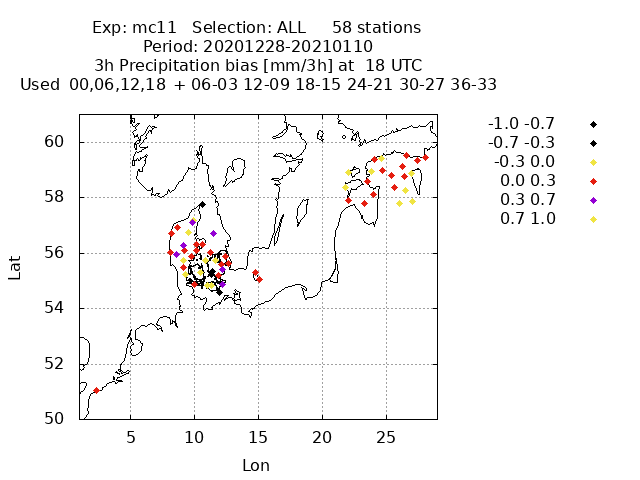 Exp: mc11 Selection: ALL 58 stations
Period: 20201228-20210110
3h Precipitation bias [mm/3h] at 18 UTC
Used 00,06,12,18 + 06-03 12-09 18-15 24-21 30-27 36-33
-1.0 -0.7
-0.7 -0.3
-0.3 0.0
0.0 0.3
0.3 0.7
0.7 1.0
60
58
56
54
52
50
Lat
5 10 15 20 25
Lon